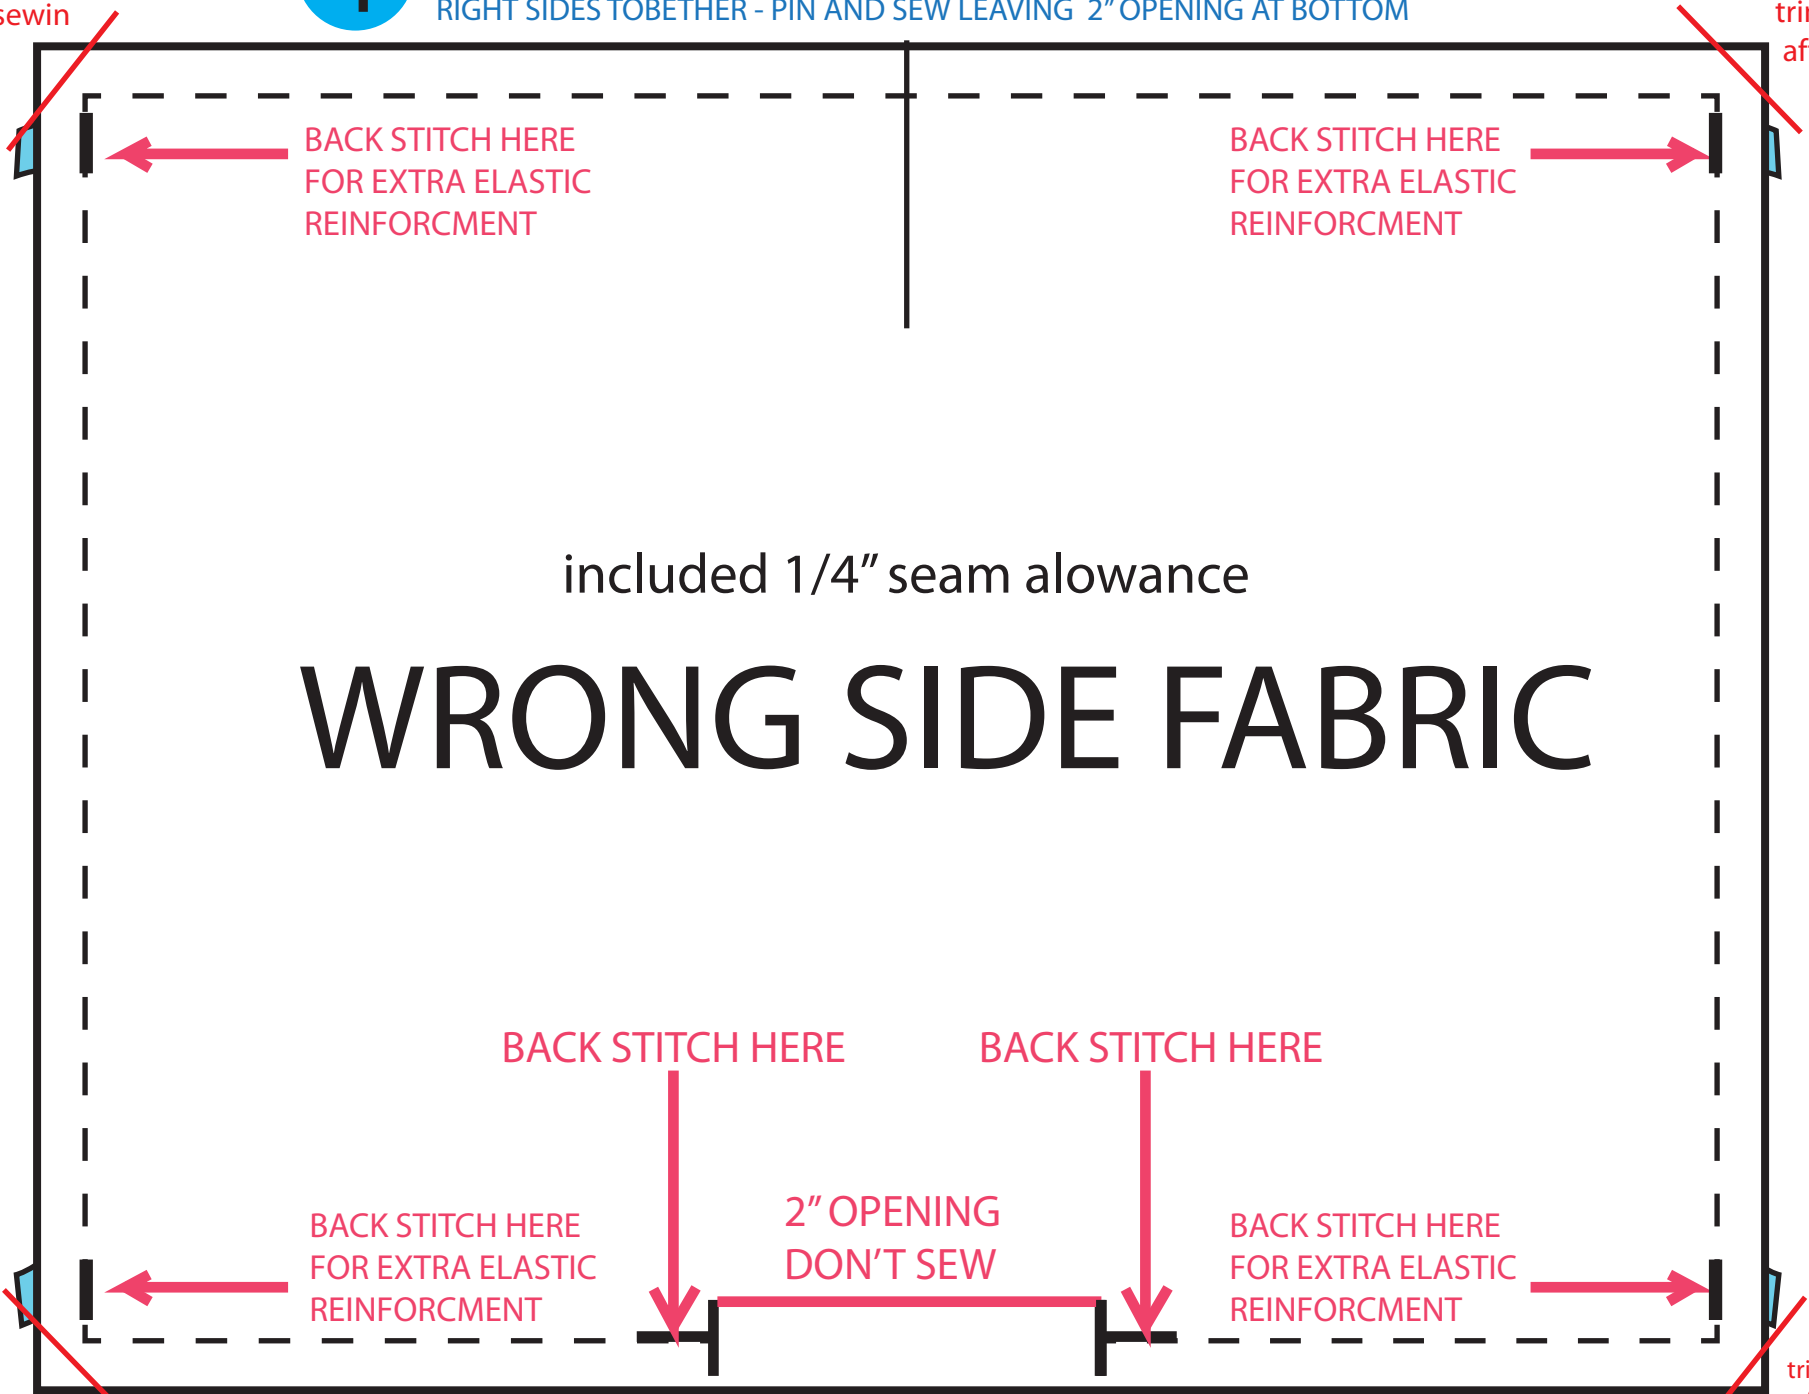 sewin
RIGHT SIDES TOBETHER - PIN AND SEW LEAVING 2" OPENING AT BOTTOM
BACK STITCH HERE
FOR EXTRA ELASTIC
REINFORCMENT
BACK STITCH HERE
FOR EXTRA ELASTIC
REINFORCMENT
included 1/4" seam alowance
WRONG SIDE FABRIC
BACK STITCH HERE
BACK STITCH HERE
2" OPENING
DON'T SEW
BACK STITCH HERE
FOR EXTRA ELASTIC
REINFORCMENT
BACK STITCH HERE
FOR EXTRA ELASTIC
REINFORCMENT